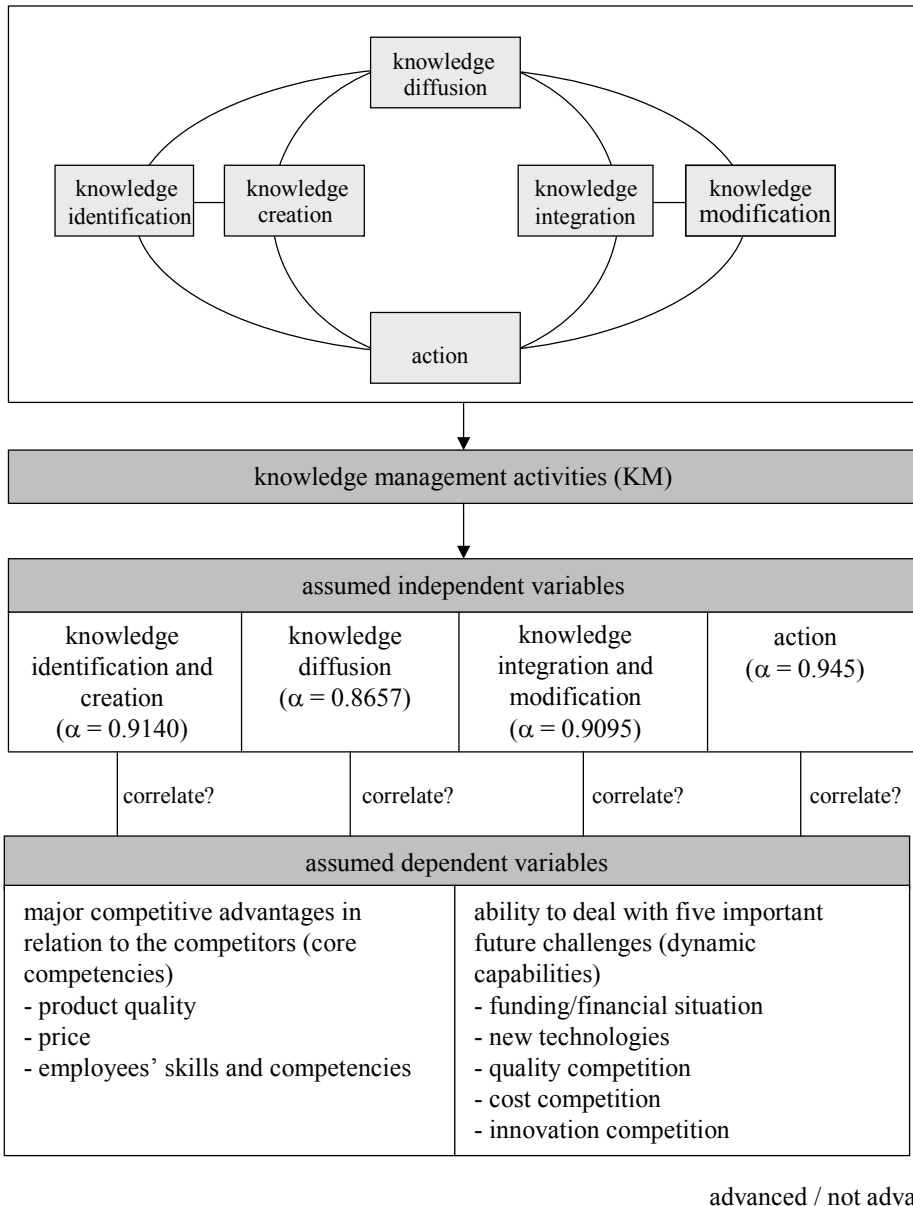 knowledge
diffusion
knowledge
identification
knowledge
creation
knowledge
integration
knowledge
modification
action
knowledge management activities (KM)
assumed independent variables
knowledge
identification and
creation
(α = 0.9140)
knowledge
diffusion
(α = 0.8657)
knowledge
integration and
modification
(α = 0.9095)
action
(α = 0.945)
correlate?
correlate?
correlate?
correlate?
assumed dependent variables
major competitive advantages in
relation to the competitors (core
competencies)
- product quality
- price
- employees’ skills and competencies
ability to deal with five important
future challenges (dynamic
capabilities)
- funding/financial situation
- new technologies
- quality competition
- cost competition
- innovation competition
advanced / not adva